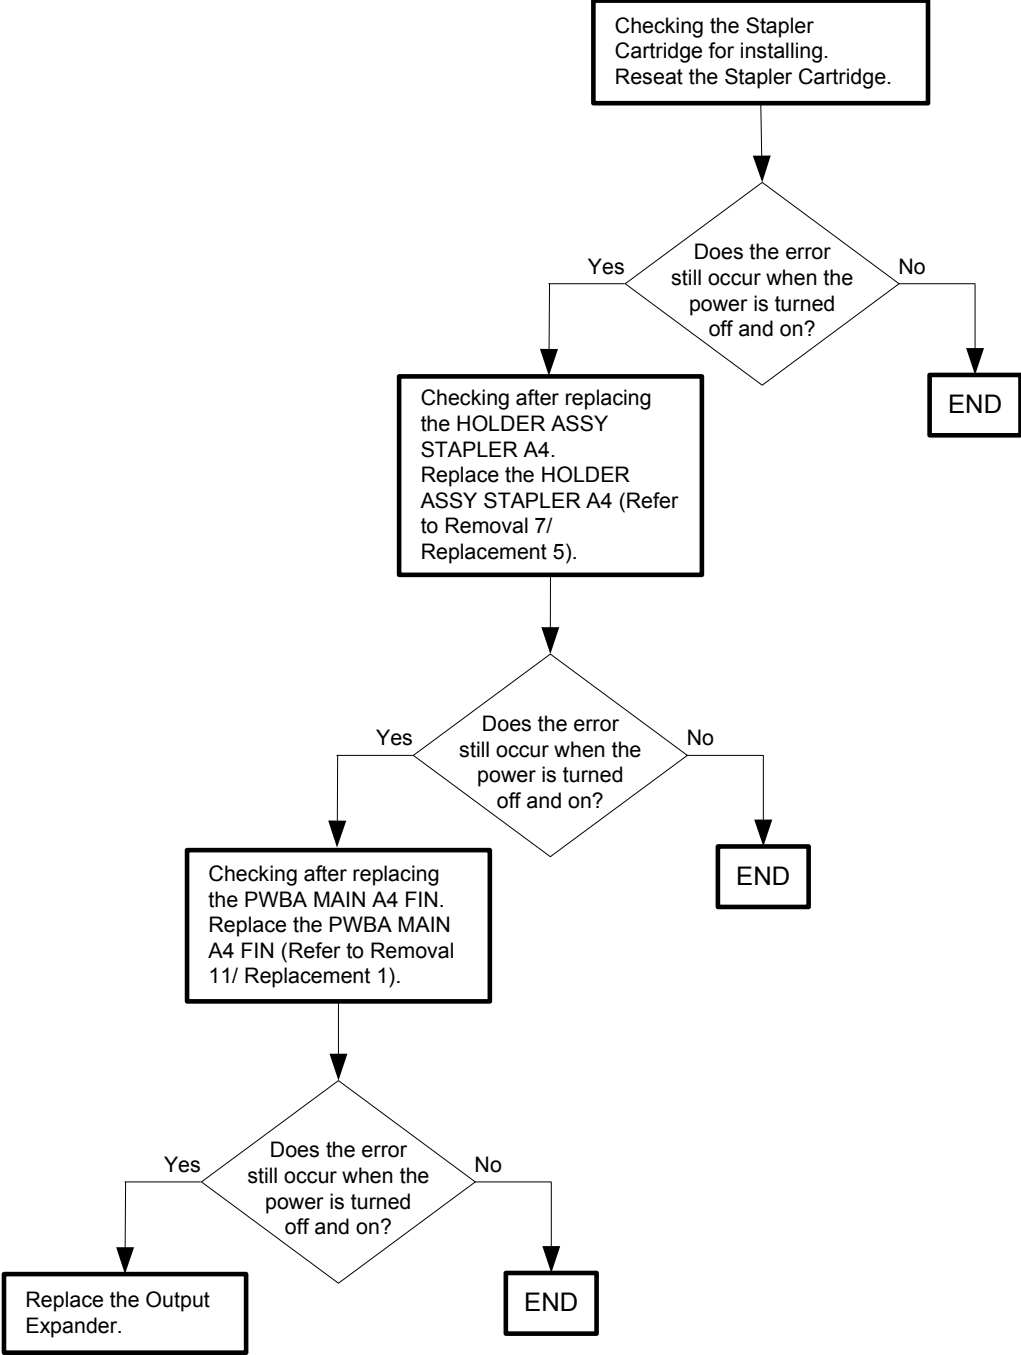 Checking the Stapler
Cartridge for installing.
Reseat the Stapler Cartridge.
Does the error
still occur when the
power is turned
off and on?
Yes
No
END
Checking after replacing
the HOLDER ASSY
STAPLER A4.
Replace the HOLDER
ASSY STAPLER A4 (Refer
to Removal 7/
Replacement 5).
Does the error
still occur when the
power is turned
off and on?
Yes
No
END
Checking after replacing
the PWBA MAIN A4 FIN.
Replace the PWBA MAIN
A4 FIN (Refer to Removal
11/ Replacement 1).
Does the error
still occur when the
power is turned
off and on?
Yes
No
END
Replace the Output
Expander.